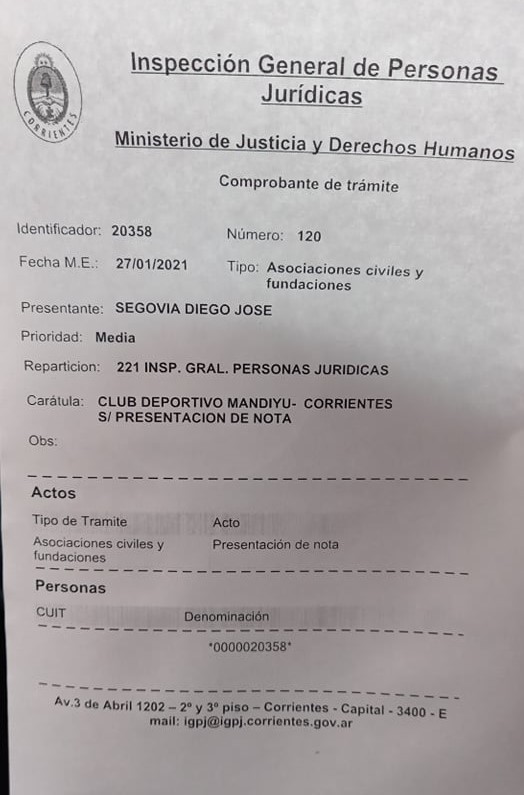 CORRIENTES
Inspección General de Personas
Jurídicas
Ministerio de Justicia y Derechos Humanos
Comprobante de trámite
Identificador: 20358 Número: 120
Fecha M.E.: 27/01/2021 Tipo: Asociaciones civiles y
fundaciones
Presentante: SEGOVIA DIEGO JOSE
Prioridad: Media
Reparticion: 221 INSP. GRAL. PERSONAS JURIDICAS
Carátula: CLUB DEPORTIVO MANDIYU- CORRIENTES
S/ PRESENTACION DE NOTA
Obs:
Actos
Tipo de Tramite Acto
Asociaciones civiles y Presentación de nota
fundaciones
Personas
CUIT Denominación
*0000020358*
Av.3 de Abril 1202 – 2º y 3º piso – Corrientes - Capital - 3400 - E
mail: igpj@igpj.corrientes.gov.ar